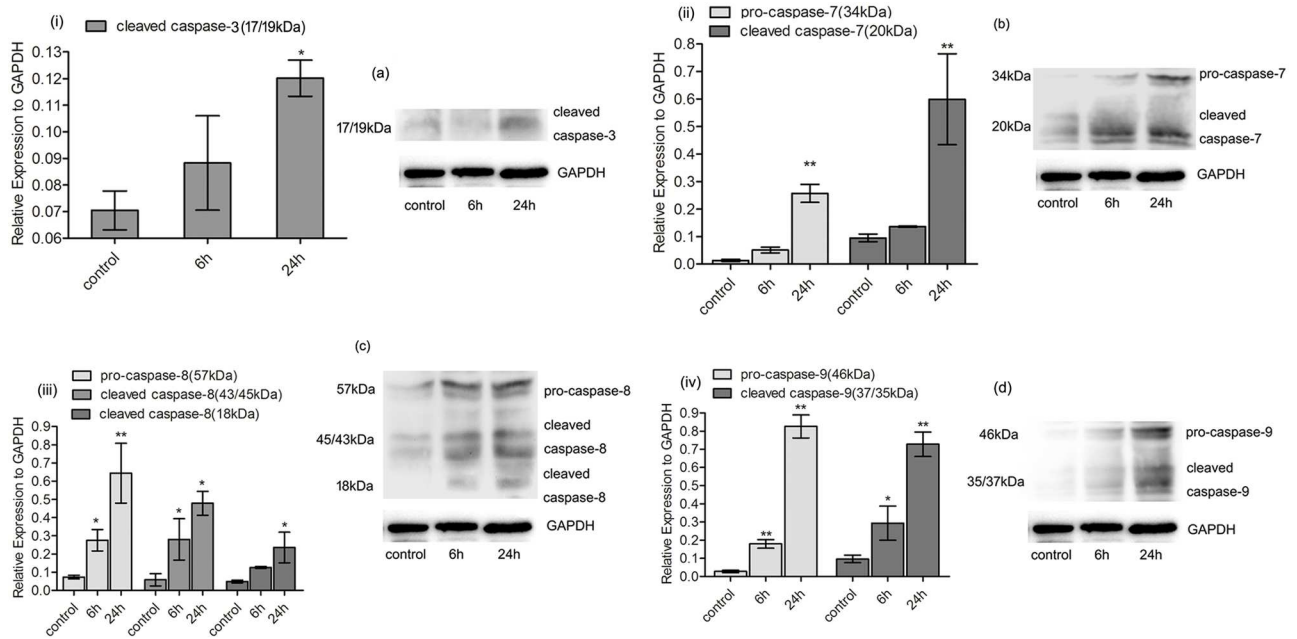 (i)
cleaved caspase-3(17/19kDa)
Relative Expression to GAPDH
0.13
0.12
0.11
0.10
0.09
0.08
0.07
0.06
*
control
6h
24h
(a)
17/19kDa
cleaved
caspase-3
GAPDH
control 6h 24h
(ii)
pro-caspase-7(34kDa)
cleaved caspase-7(20kDa)
Relative Expression to GAPDH
0.8
0.7
0.6
0.5
0.4
0.3
0.2
0.1
0.0
**
**
control
6h
24h
control
6h
24h
(b)
34kDa
pro-caspase-7
cleaved
20kDa
caspase-7
GAPDH
control 6h 24h
(iii)
pro-caspase-8(57kDa)
cleaved caspase-8(43/45kDa)
cleaved caspase-8(18kDa)
Relative Expression to GAPDH
0.9
0.8
0.7
0.6
0.5
0.4
0.3
0.2
0.1
0.0
*
**
*
*
*
control
6h
24h
control
6h
24h
control
6h
24h
(c)
57kDa
pro-caspase-8
cleaved
45/43kDa
caspase-8
cleaved
18kDa
caspase-8
GAPDH
control 6h 24h
(iv)
pro-caspase-9(46kDa)
cleaved caspase-9(37/35kDa)
Relative Expression to GAPDH
0.9
0.8
0.7
0.6
0.5
0.4
0.3
0.2
0.1
0.0
**
**
*
**
control
6h
24h
control
6h
24h
(d)
46kDa
pro-caspase-9
cleaved
35/37kDa
caspase-9
GAPDH
control 6h 24h